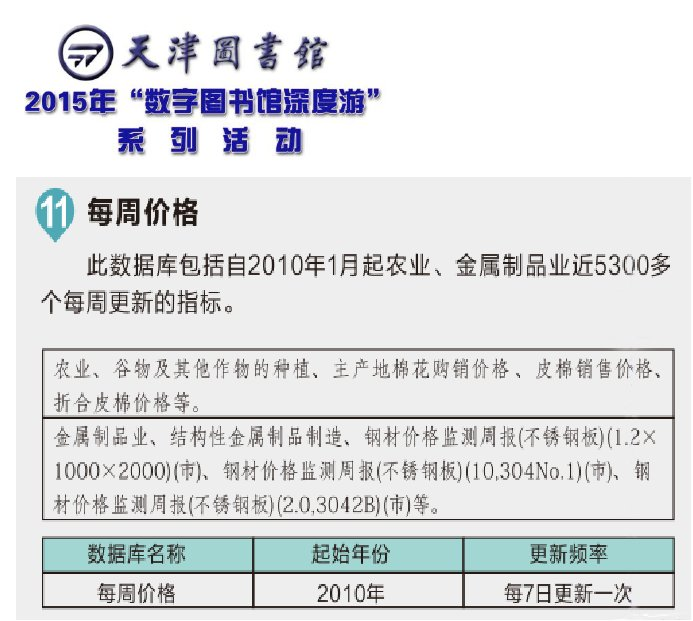 天津圖書館
2015年“数字图书馆深度游”
系列活动
11 每周价格
此数据库包括自2010年1月起农业、金属制品业近5300多
个每周更新的指标。
农业、谷物及其他作物的种植、主产地棉花购销价格、皮棉销售价格、
折合皮棉价格等。
金属制品业、结构性金属制品制造、钢材价格监测周报(不锈钢板)(1.2×
1000×2000)(市)、钢材价格监测周报(不锈钢板)(10,304No.1)(市)、钢
材价格监测周报(不锈钢板)(2.0,3042B)(市)等。
数据库名称 起始年份 更新频率
每周价格 2010年 每7日更新一次